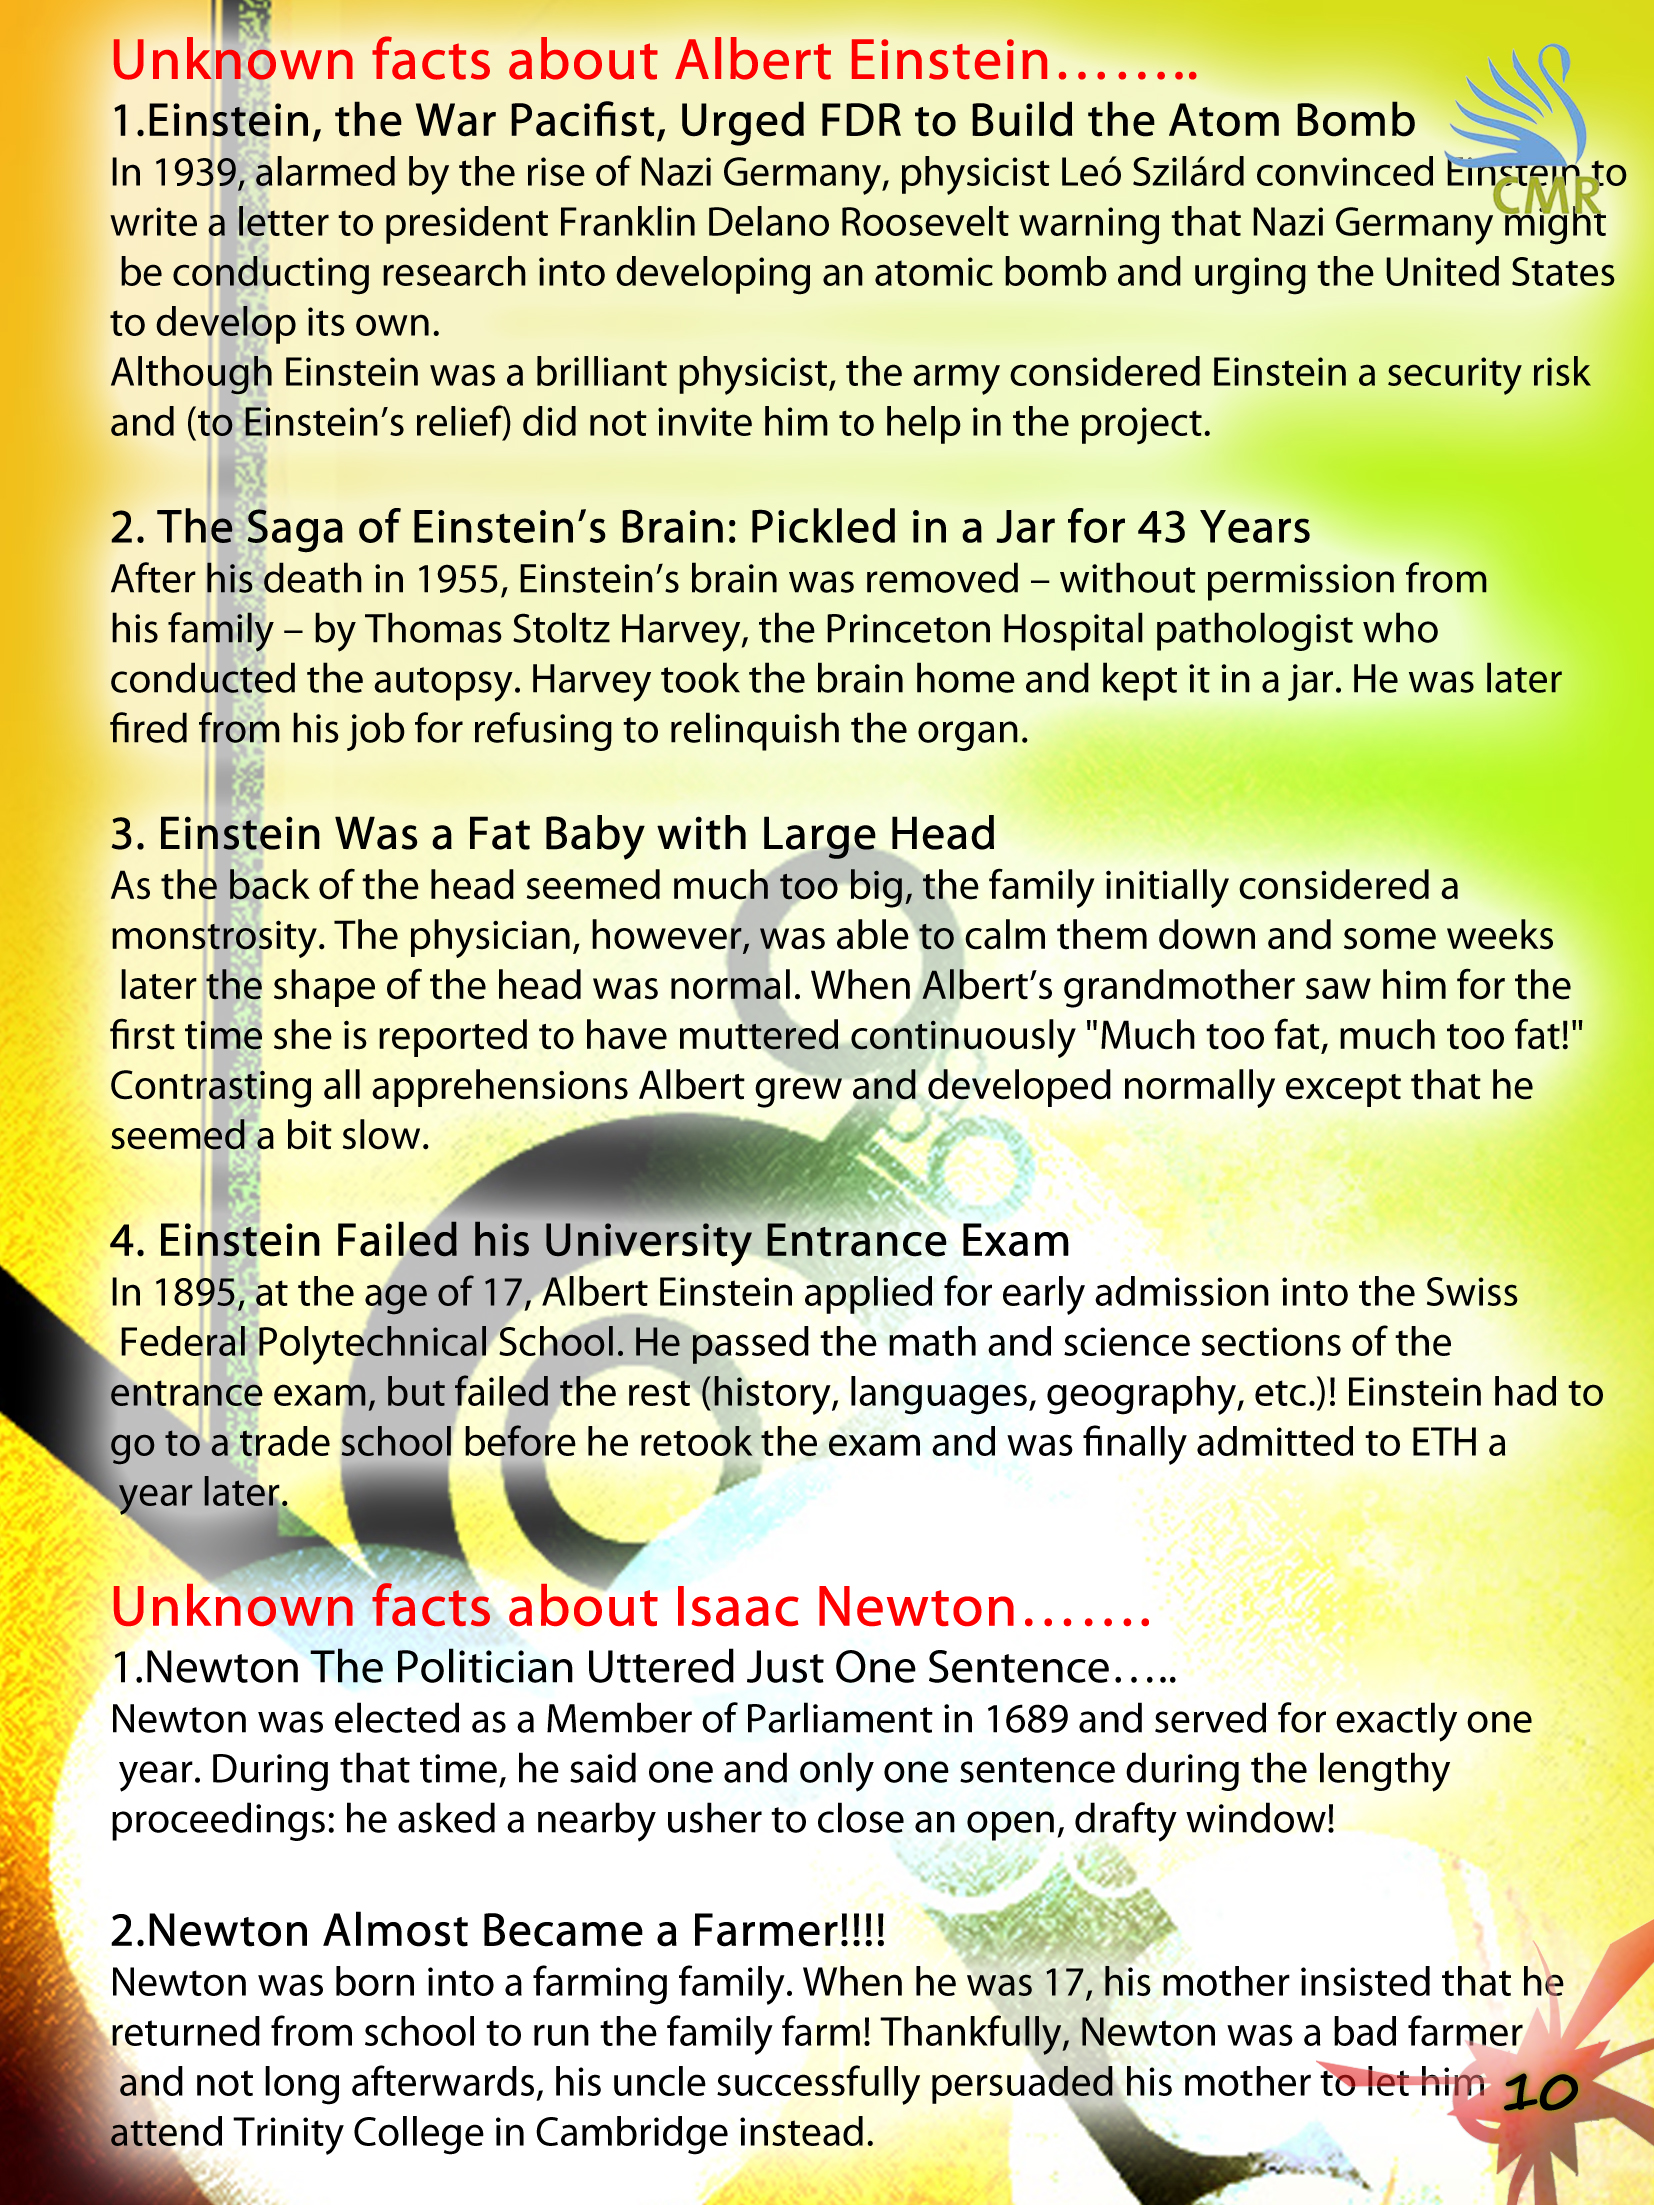 Unknown facts about Albert Einstein……..
1.Einstein, the War Pacifist, Urged FDR to Build the Atom Bomb
In 1939, alarmed by the rise of Nazi Germany, physicist Leó Szilárd convinced Einstein to
write a letter to president Franklin Delano Roosevelt warning that Nazi Germany might
be conducting research into developing an atomic bomb and urging the United States
to develop its own.
Although Einstein was a brilliant physicist, the army considered Einstein a security risk
and (to Einstein’s relief) did not invite him to help in the project.
CMR
2. The Saga of Einstein’s Brain: Pickled in a Jar for 43 Years
After his death in 1955, Einstein’s brain was removed – without permission from
his family – by Thomas Stoltz Harvey, the Princeton Hospital pathologist who
conducted the autopsy. Harvey took the brain home and kept it in a jar. He was later
fired from his job for refusing to relinquish the organ.
3. Einstein Was a Fat Baby with Large Head
As the back of the head seemed much too big, the family initially considered a
monstrosity. The physician, however, was able to calm them down and some weeks
later the shape of the head was normal. When Albert’s grandmother saw him for the
first time she is reported to have muttered continuously "Much too fat, much too fat!"
Contrasting all apprehensions Albert grew and developed normally except that he
seemed a bit slow.
4. Einstein Failed his University Entrance Exam
In 1895, at the age of 17, Albert Einstein applied for early admission into the Swiss
Federal Polytechnical School. He passed the math and science sections of the
entrance exam, but failed the rest (history, languages, geography, etc.)! Einstein had to
go to a trade school before he retook the exam and was finally admitted to ETH a
year later.
Unknown facts about Isaac Newton…….
1.Newton The Politician Uttered Just One Sentence…..
Newton was elected as a Member of Parliament in 1689 and served for exactly one
year. During that time, he said one and only one sentence during the lengthy
proceedings: he asked a nearby usher to close an open, drafty window!
2.Newton Almost Became a Farmer!!!!
Newton was born into a farming family. When he was 17, his mother insisted that he
returned from school to run the family farm! Thankfully, Newton was a bad farmer
and not long afterwards, his uncle successfully persuaded his mother to let him
attend Trinity College in Cambridge instead.
10